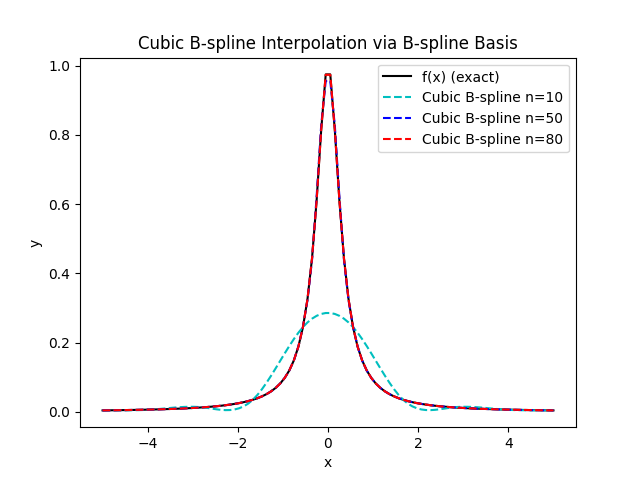 Cubic B-spline Interpolation via B-spline Basis
f(x) (exact)
Cubic B-spline n=10
Cubic B-spline n=50
Cubic B-spline n=80
y
1.0
0.8
0.6
0.4
0.2
0.0
−4
−2
0
2
4
x